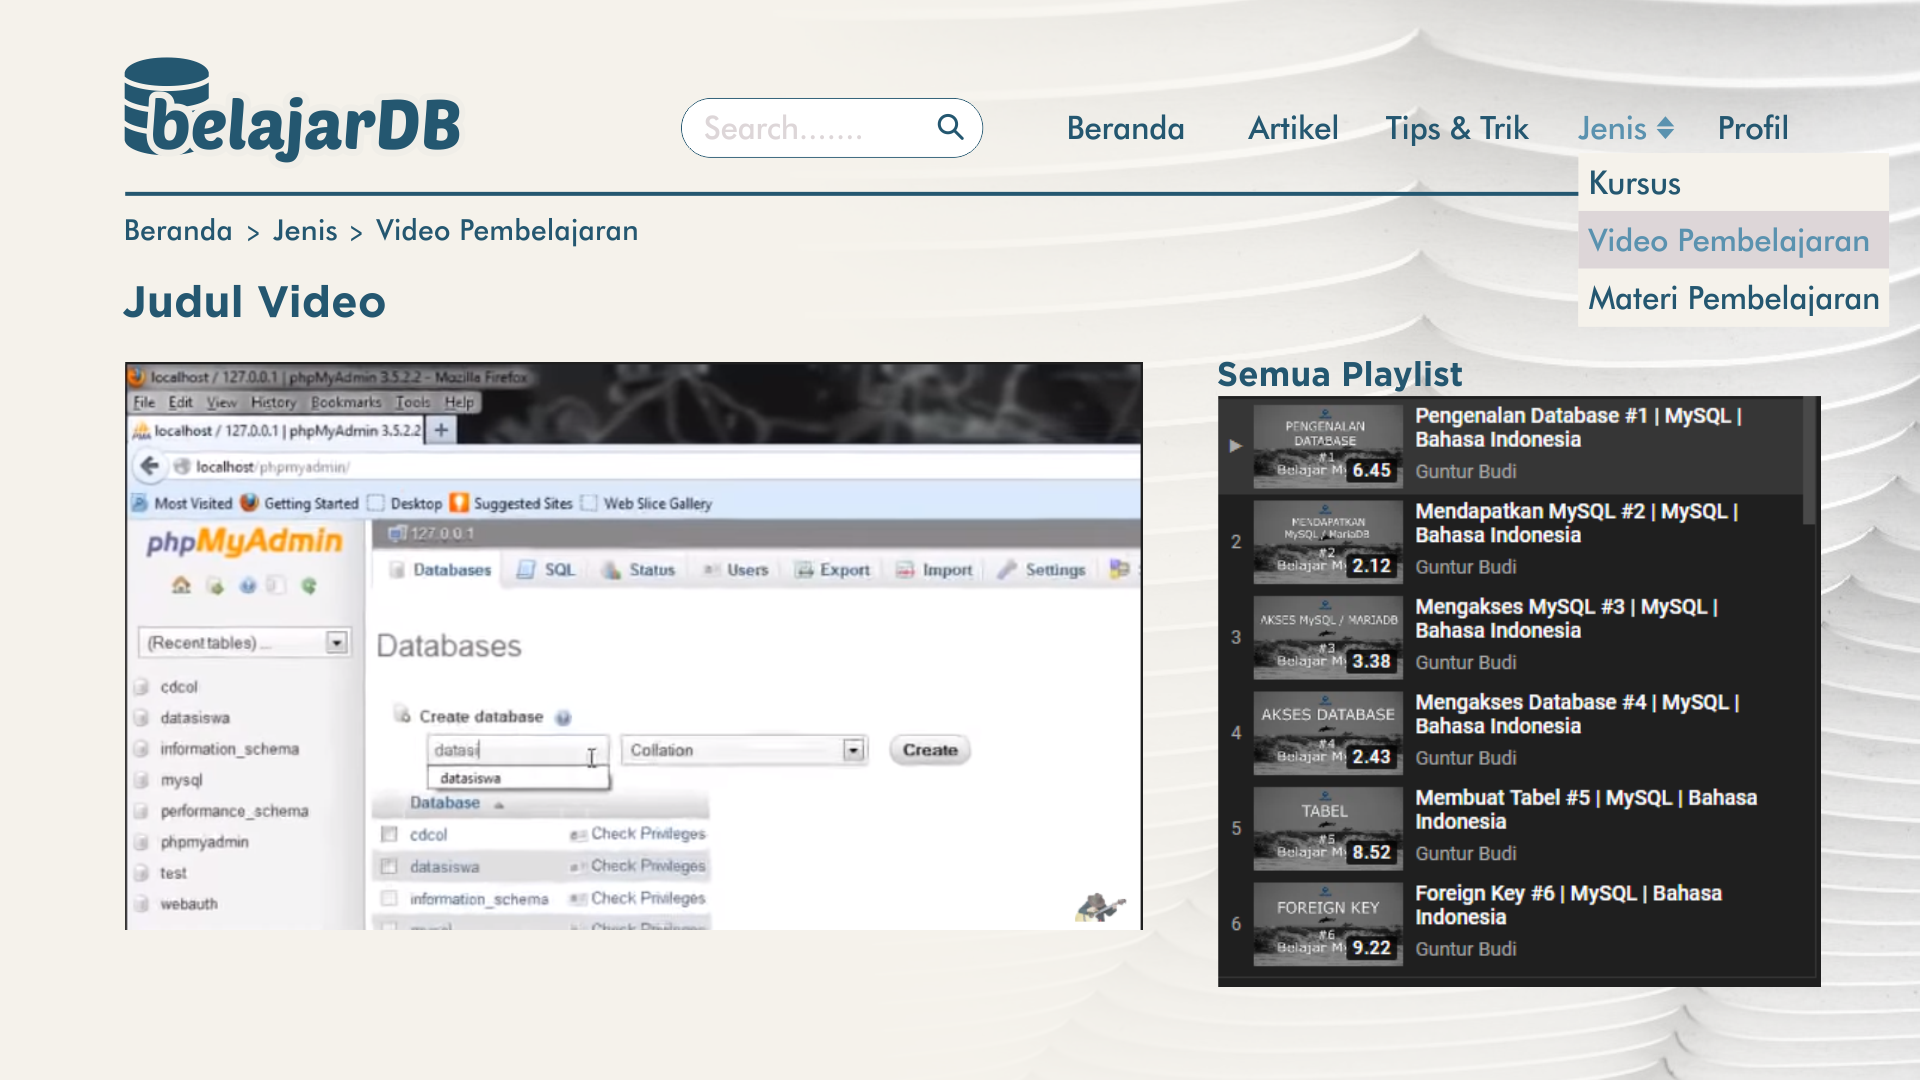 belajarDB
Search.......
Beranda
Artikel
Tips & Trik
Jenis
Profil
Kursus
Video Pembelajaran
Materi Pembelajaran
Beranda > Jenis > Video Pembelajaran
Judul Video
localhost / 127.0.0.1 | phpMyAdmin 3.5.2.2 - Mozilla Firefox
File Edit View History Bookmarks Tools Help
localhost / 127.0.0.1 | phpMyAdmin 3.5.2.2 +
localhost/phpmyadmin/
Most Visited Getting Started Desktop Suggested Sites Web Slice Gallery
phpMyAdmin
(Recent tables) ...
cdcol
datasiswa
information_schema
mysql
performance_schema
phpmyadmin
test
webauth
127.0.0.1
Databases SQL Status Users Export Import Settings
Databases
Create database
datasi
Collation
Create
datasiswa
Database
cdcol Check Privileges
datasiswa Check Privileges
information_schema Check Privileges
mysql Check Privileges
Semua Playlist
PENGENALAN
DATABASE
#1
Belajar M
6.45
Pengenalan Database #1 | MySQL |
Bahasa Indonesia
Guntur Budi
2
MENDAPATKAN
MySQL / MariaDB
#2
Belajar M
2.12
Mendapatkan MySQL #2 | MySQL |
Bahasa Indonesia
Guntur Budi
3
AKSES MySQL / MARIADB
#3
Belajar M
3.38
Mengakses MySQL #3 | MySQL |
Bahasa Indonesia
Guntur Budi
4
AKSES DATABASE
#4
Belajar M
2.43
Mengakses Database #4 | MySQL |
Bahasa Indonesia
Guntur Budi
5
TABEL
#5
Belajar M
8.52
Membuat Tabel #5 | MySQL | Bahasa
Indonesia
Guntur Budi
6
FOREIGN KEY
#6
Belajar M
9.22
Foreign Key #6 | MySQL | Bahasa
Indonesia
Guntur Budi